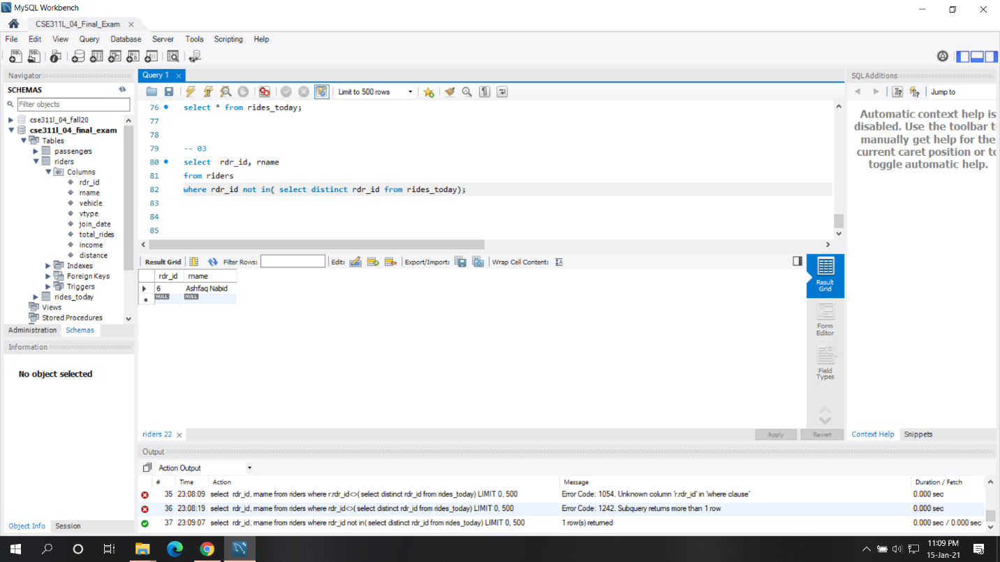 MySQL Workbench
CSE311L_04_Final_Exam
File Edit View Query Database Server Tools Scripting Help
Navigator
SCHEMAS
Filter objects
cse311l_04_fall20
cse311l_04_final_exam
Tables
passengers
riders
Columns
rdr_id
rname
vehicle
vtype
join_date
total_rides
income
distance
Indexes
Foreign Keys
Triggers
rides_today
Views
Stored Procedures
Administration Schemas
Information
No object selected
Object Info Session
Query 1
Limit to 500 rows
76 select * from rides_today;
77
78
79 -- 03
80 select rdr_id, rname
81 from riders
82 where rdr_id not in( select distinct rdr_id from rides_today);
83
84
85
Result Grid Filter Rows: Edit: Export/Import: Wrap Cell Content:
rdr_id rname
6 Ashfaq Nabid
NULL NULL
Result Grid
Form Editor
Field Types
riders 22
Apply Revert
SQLAdditions
Jump to
Automatic context help is
disabled. Use the toolbar t
manually get help for the
current caret position or to
toggle automatic help.
Context Help Snippets
Output
Action Output
# Time Action Message Duration / Fetch
35 23:08:09 select rdr_id, rname from riders where r.rdr_id<>( select distinct rdr_id from rides_today) LIMIT 0, 500 Error Code: 1054. Unknown column 'r.rdr_id' in 'where clause' 0.000 sec
36 23:08:19 select rdr_id, rname from riders where rdr_id<>( select distinct rdr_id from rides_today) LIMIT 0, 500 Error Code: 1242. Subquery returns more than 1 row 0.000 sec
37 23:09:07 select rdr_id, rname from riders where rdr_id not in( select distinct rdr_id from rides_today) LIMIT 0, 500 1 row(s) returned 0.000 sec / 0.000 sec
11:09 PM
15-Jan-21